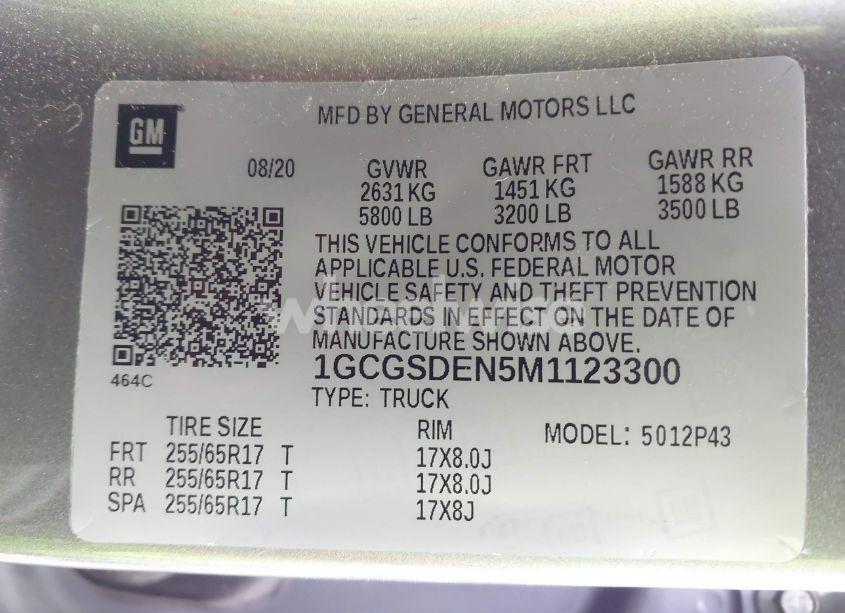 GM
MFD BY GENERAL MOTORS LLC
08/20 GVWR GAWR FRT GAWR RR
2631 KG 1451 KG 1588 KG
5800 LB 3200 LB 3500 LB
THIS VEHICLE CONFORMS TO ALL
APPLICABLE U.S. FEDERAL MOTOR
VEHICLE SAFETY AND THEFT PREVENTION
STANDARDS IN EFFECT ON THE DATE OF
MANUFACTURE SHOWN ABOVE.
464C
1GCGSDEN5M1123300
TYPE: TRUCK
TIRE SIZE RIM MODEL: 5012P43
FRT 255/65R17 T 17X8.0J
RR 255/65R17 T 17X8.0J
SPA 255/65R17 T 17X8J